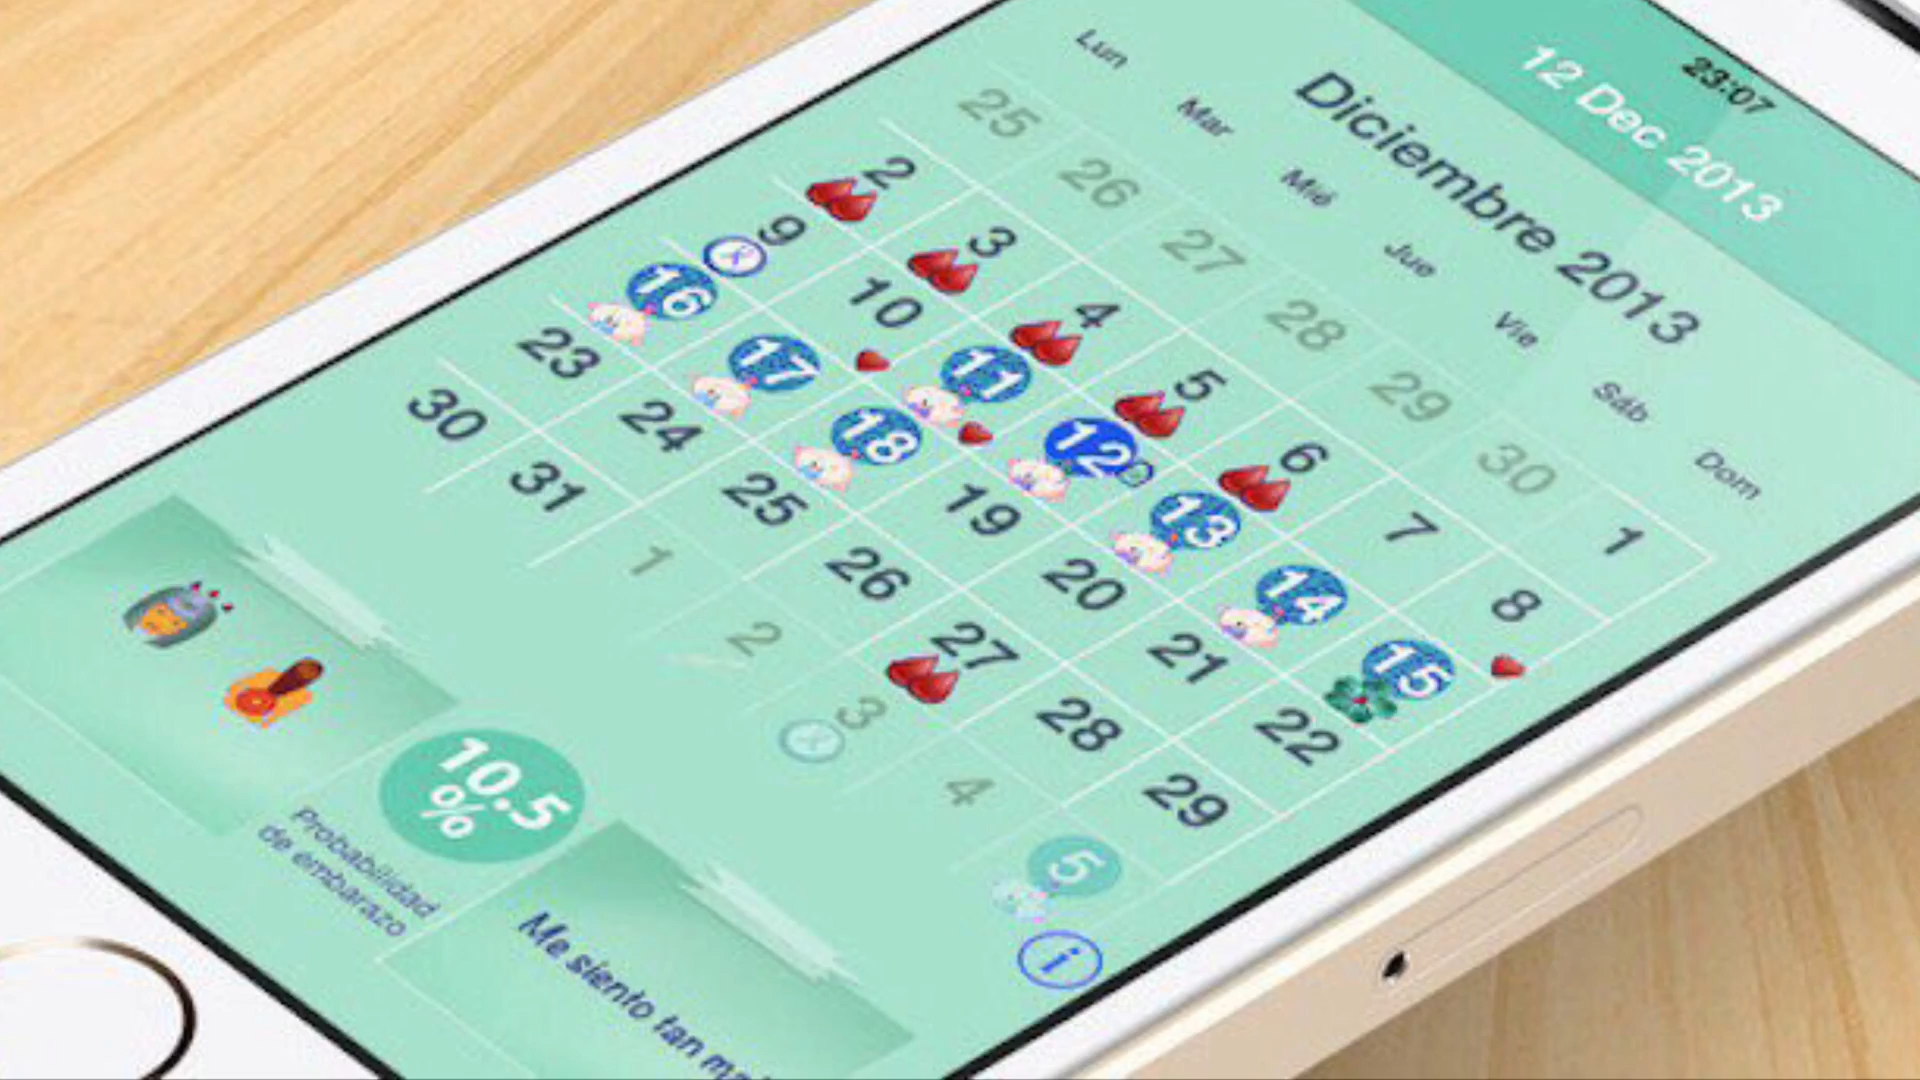 23:07
12 Dec 2013
Diciembre 2013
Lun Mar Mié Jue Vie Sáb Dom
25 26 27 28 29 30 1
2 3 4 5 6 7 8
9 10 11 12 13 14 15
16 17 18 19 20 21 22
23 24 25 26 27 28 29
30 31 1 2 3 4 5
10.5
%
Probabilidad
de embarazo
Me siento tan
i